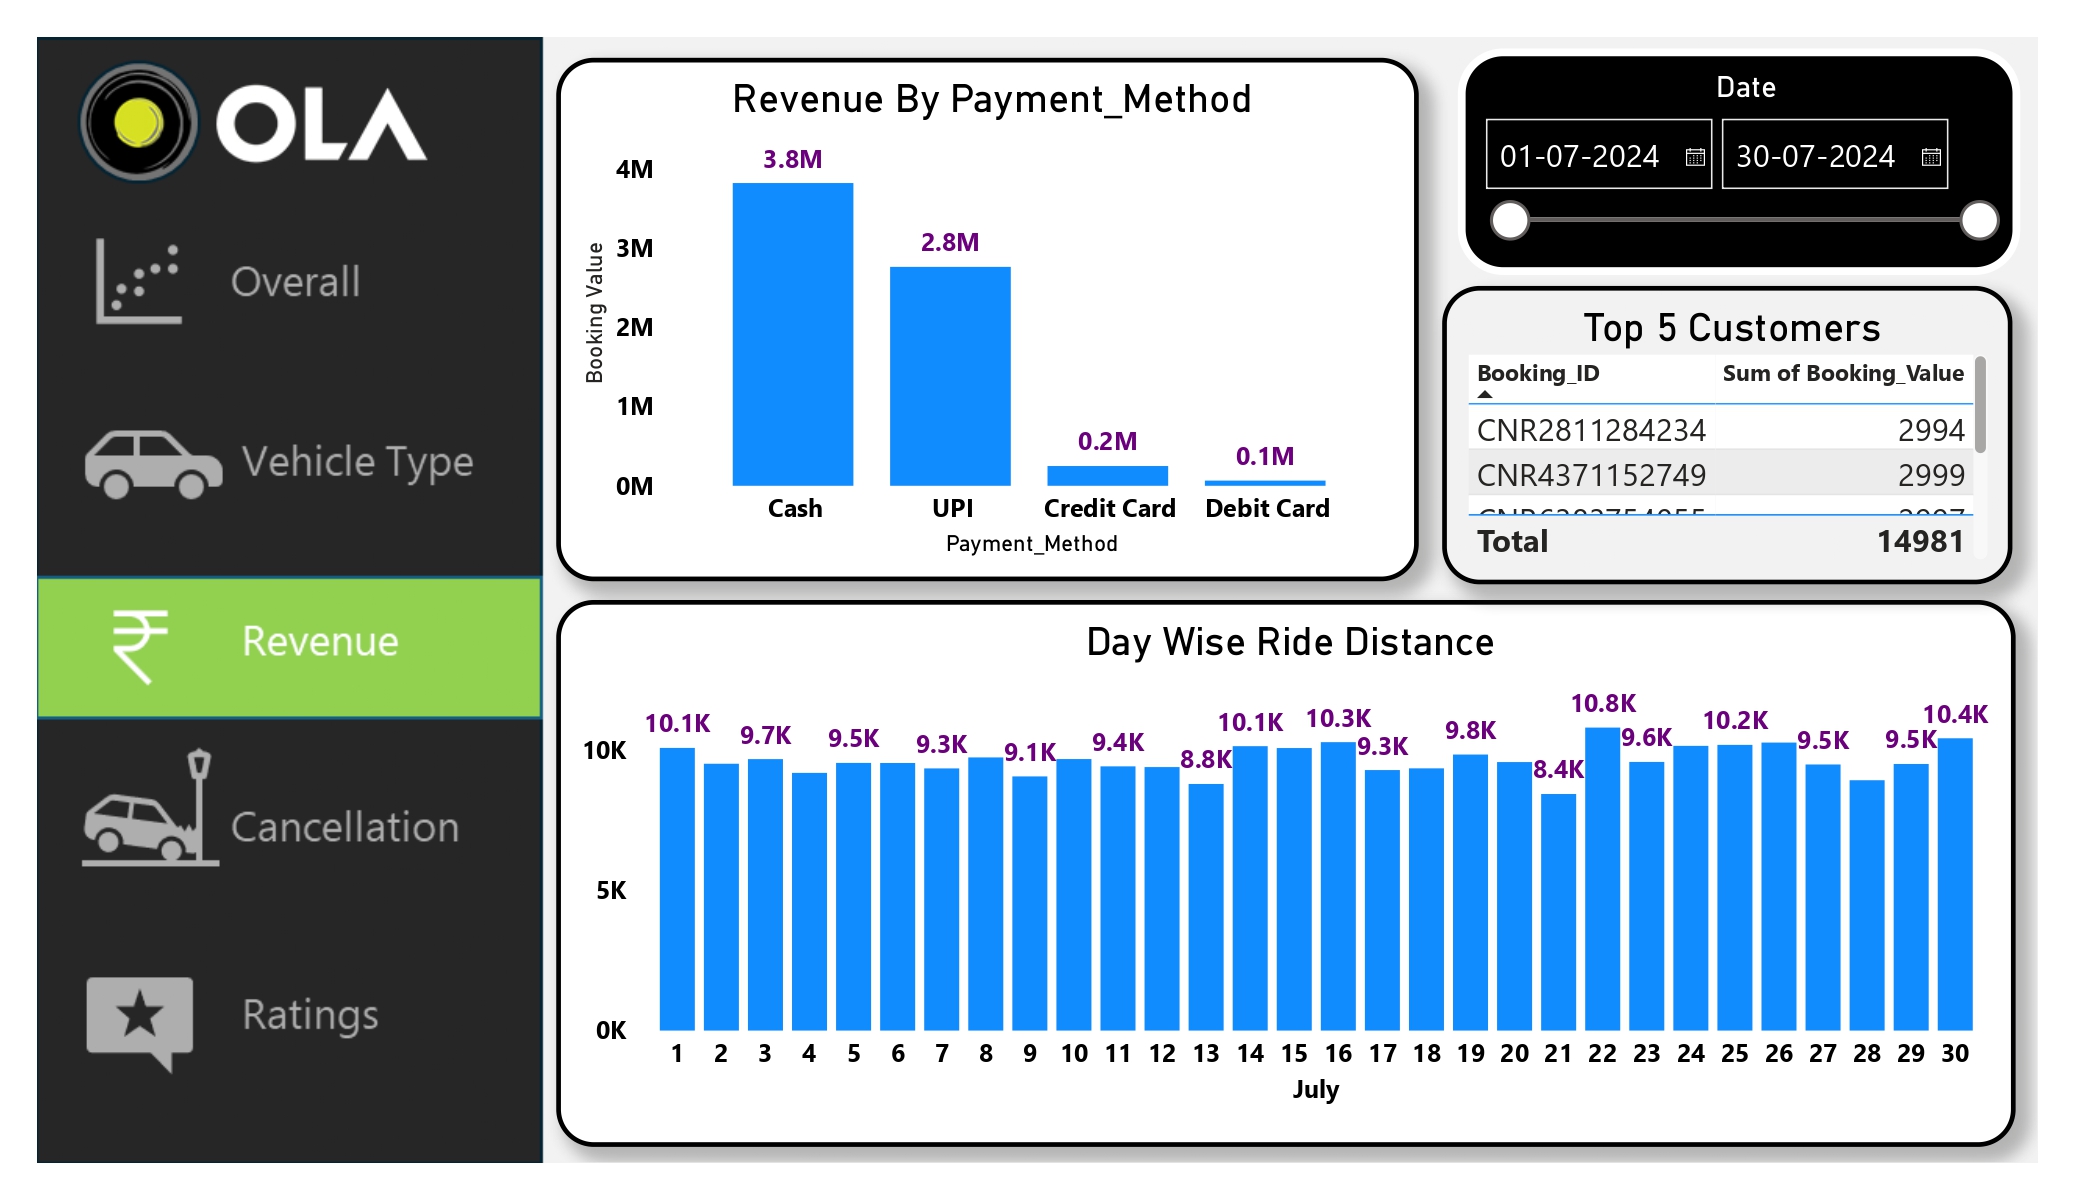 OLA
Overall
Vehicle Type
Revenue
Cancellation
Ratings
Revenue By Payment_Method
Booking Value
4M
3M
2M
1M
0M
3.8M
2.8M
0.2M
0.1M
Cash UPI Credit Card Debit Card
Payment_Method
Date
01-07-2024 30-07-2024
Top 5 Customers
Booking_ID Sum of Booking_Value
CNR2811284234 2994
CNR4371152749 2999
Total 14981
Day Wise Ride Distance
10K
5K
0K
10.1K 9.7K 9.5K 9.3K 9.1K 9.4K 8.8K 10.1K 10.3K 9.3K 9.8K 8.4K 10.8K 9.6K 10.2K 9.5K 9.5K 10.4K
1 2 3 4 5 6 7 8 9 10 11 12 13 14 15 16 17 18 19 20 21 22 23 24 25 26 27 28 29 30
July